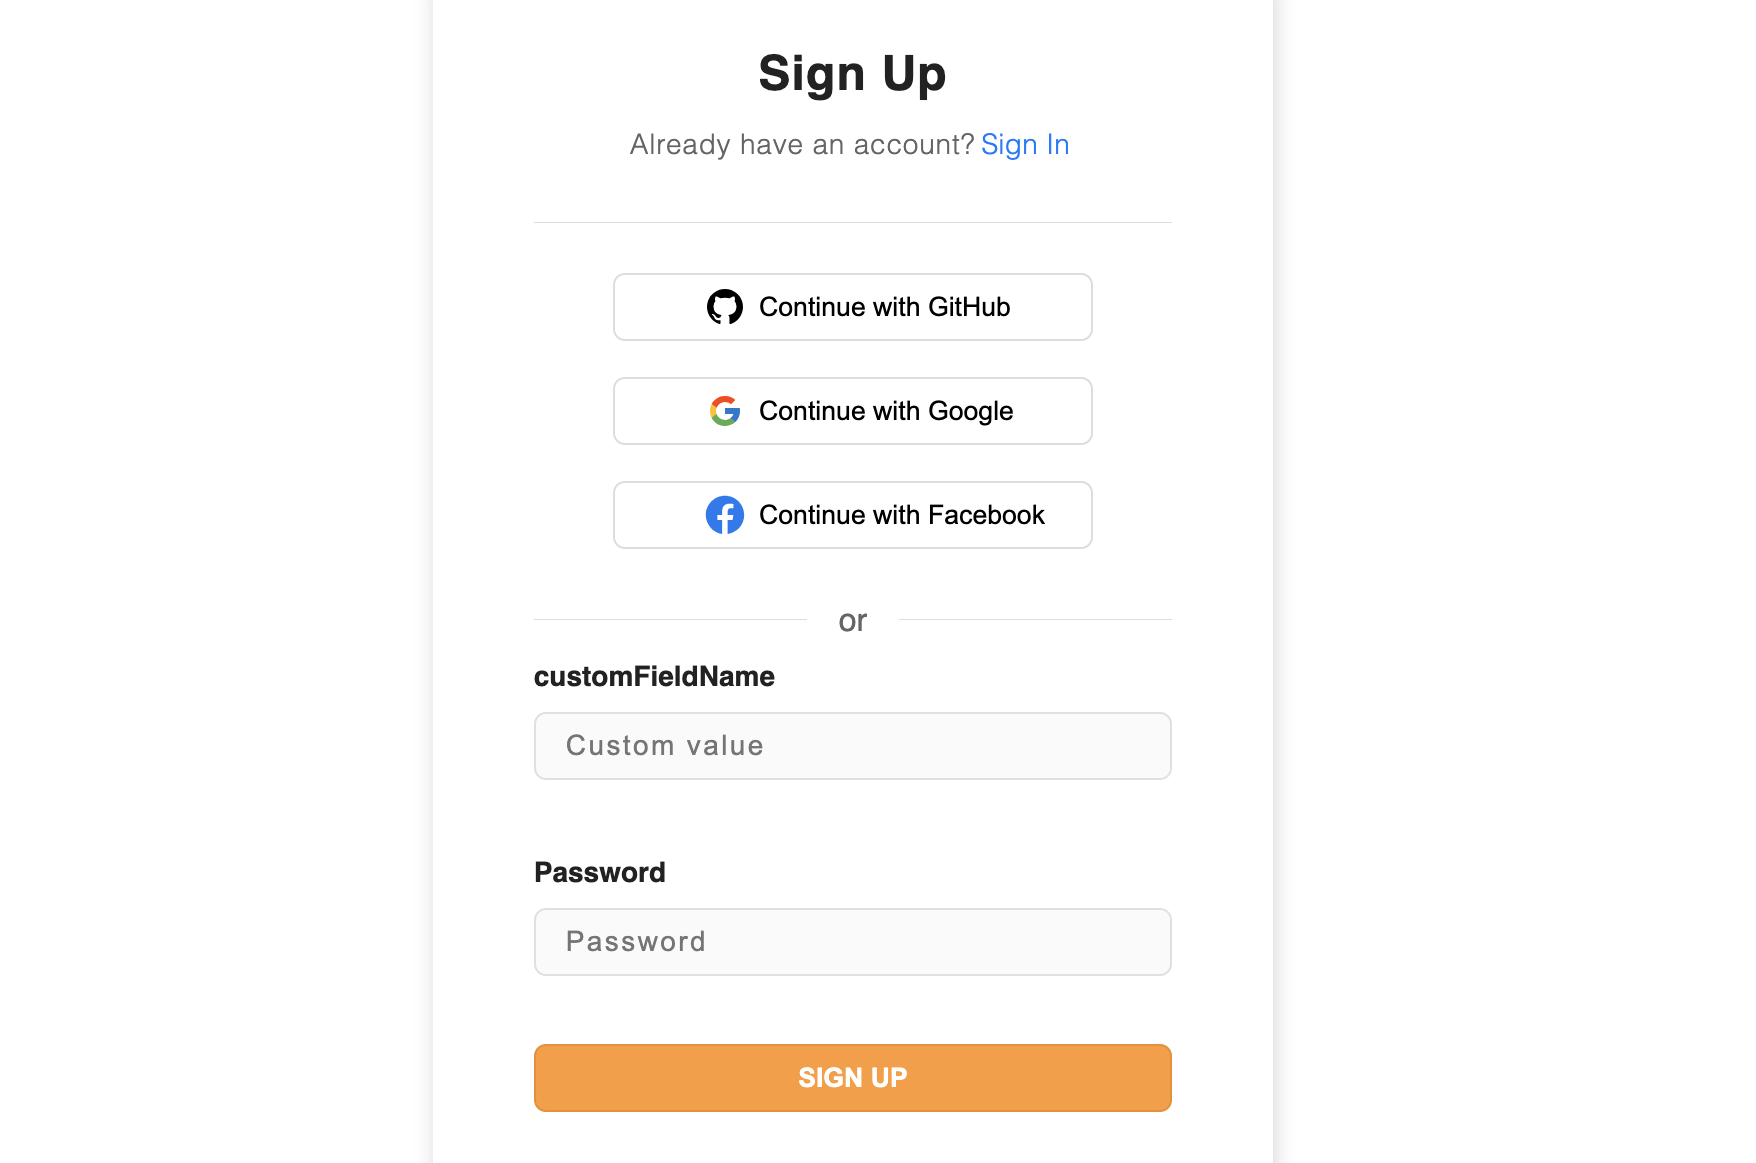 Sign Up
Already have an account? Sign In
Continue with GitHub
Continue with Google
Continue with Facebook
or
customFieldName
Custom value
Password
Password
SIGN UP